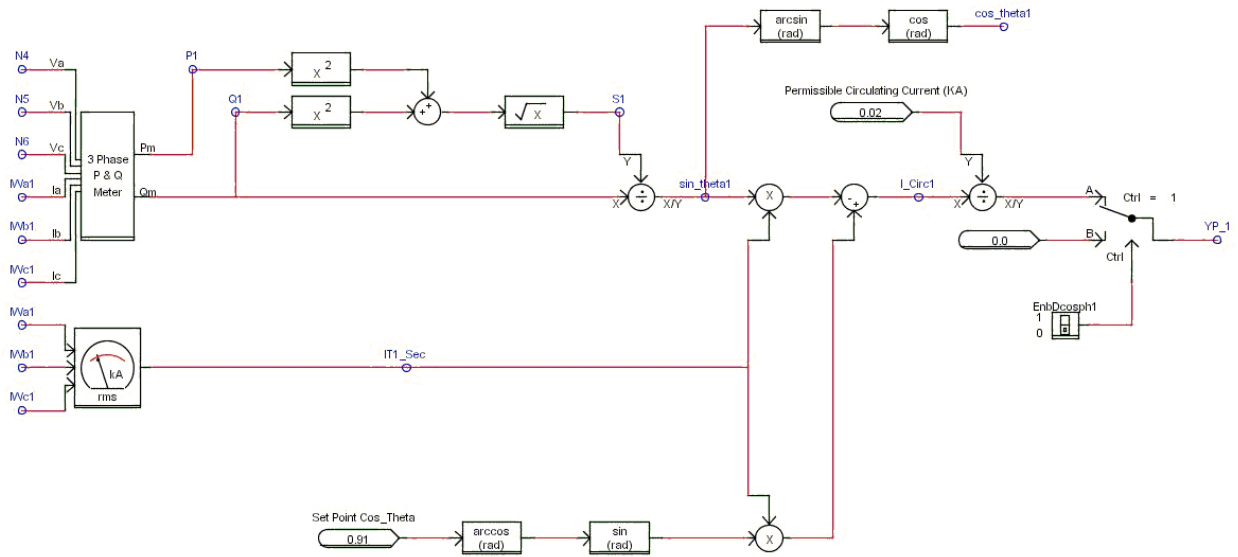 cos_theta1
arcsin
(rad)
cos
(rad)
N4
Va
P1
X 2
N5
Vb
Q1
X 2
+
+
√X
S1
Permissible Circulating Current (KA)
0.02
N6
Vc
3 Phase
P & Q
Meter
Pm
Y
Y
IWa1
Ia
Qm
X
÷
X/Y
sin_theta1
X
-
+
I_Circ1
X
÷
X/Y
A
Ctrl = 1
IWb1
Ib
0.0
B
YP_1
Ctrl
IWc1
Ic
EnbDcosph1
1
0
IWa1
IWb1
kA
rms
IT1_Sec
IWc1
Set Point Cos_Theta
0.91
arccos
(rad)
sin
(rad)
X